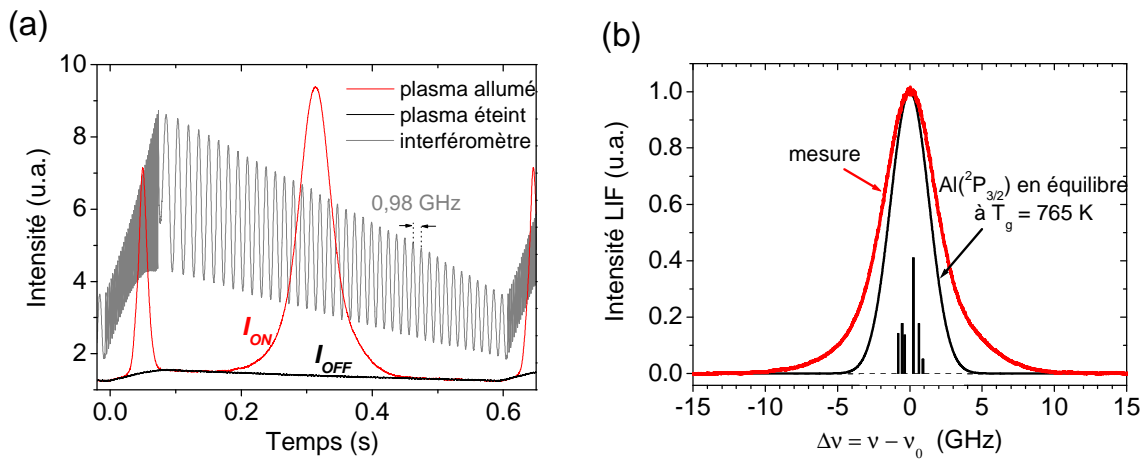 (a)
10
8
6
4
2
0.0
0.2
0.4
0.6
Intensité (u.a.)
Temps (s)
plasma allumé
plasma éteint
interféromètre
0,98 GHz
I_ON
I_OFF
(b)
1.0
0.8
0.6
0.4
0.2
0.0
-15
-10
-5
0
5
10
15
Intensité LIF (u.a.)
Δν = ν − ν₀ (GHz)
mesure
Al(²P₃/₂) en équilibre
à T_g = 765 K